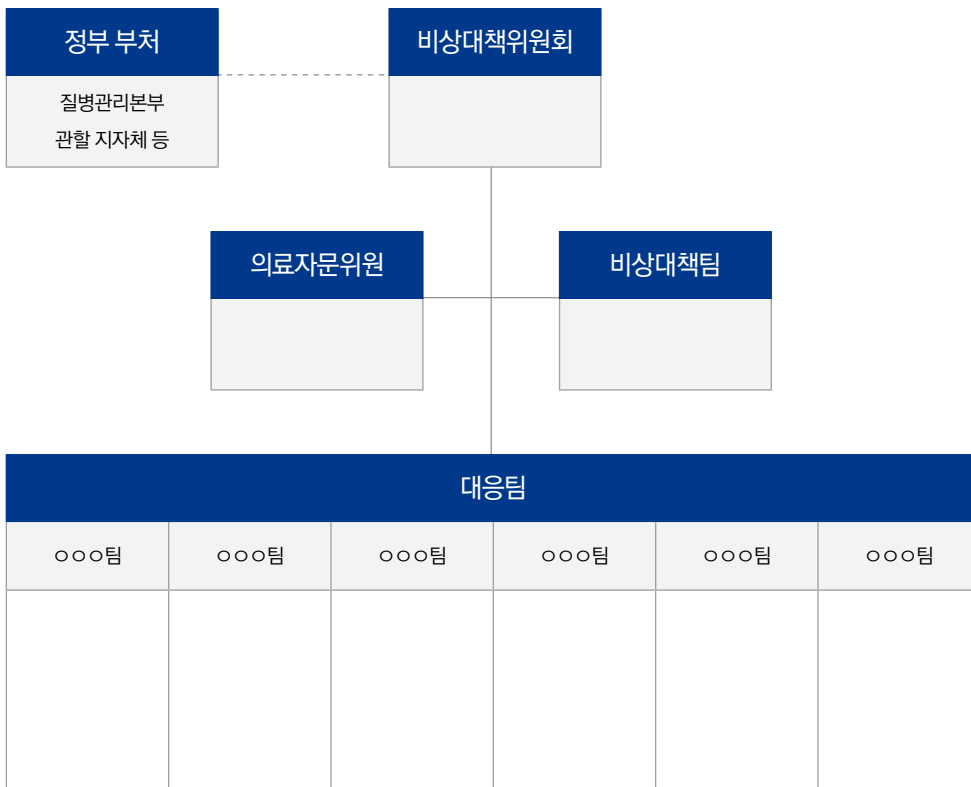 정부 부처
비상대책위원회
질병관리본부
관할 지자체 등
의료자문위원
비상대책팀
대응팀
ㅇㅇㅇ팀 ㅇㅇㅇ팀 ㅇㅇㅇ팀 ㅇㅇㅇ팀 ㅇㅇㅇ팀 ㅇㅇㅇ팀